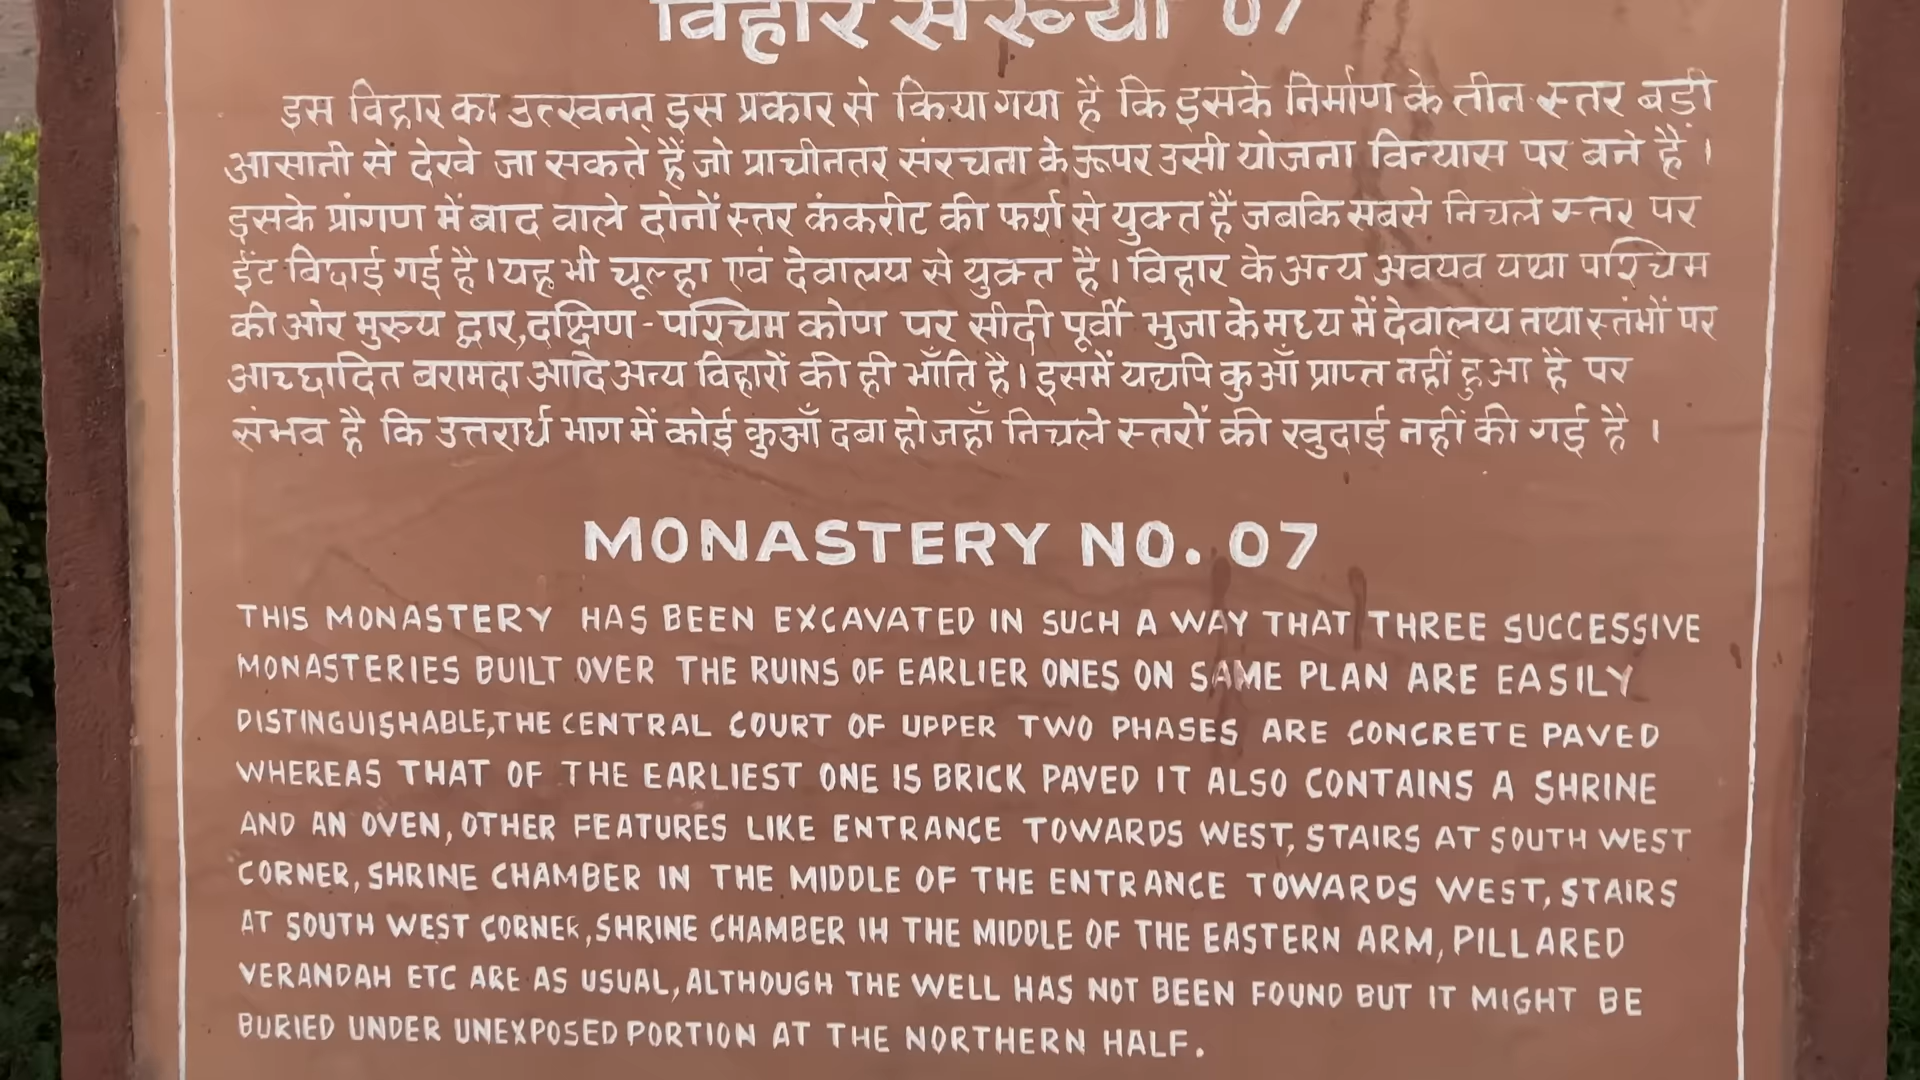 विहार संख्या 07
इस विहार का उत्खनन् इस प्रकार से किया गया है कि इसके निर्माण के तीन स्तर बड़ी
आसानी से देखे जा सकते हैं जो प्राचीनतर संरचना के ऊपर उसी योजना विन्यास पर बने हैं।
इसके प्रांगण में बाद वाले दोनों स्तर कंकरीट की फर्श से युक्त हैं जबकि सबसे निचले स्तर पर
ईंट बिछाई गई है। यह भी चूल्हा एवं देवालय से युक्त है। विहार के अन्य अवयव यथा पश्चिम
की ओर मुख्य द्वार, दक्षिण - पश्चिम कोण पर सीढ़ी पूर्वी भुजा के मध्य में देवालय तथा स्तंभों पर
आच्छादित बरामदा आदि अन्य विहारों की ही भाँति है। इसमें यद्यपि कुआँ प्राप्त नहीं हुआ है पर
संभव है कि उत्तरार्ध भाग में कोई कुआँ दबा हो जहाँ निचले स्तरों की खुदाई नहीं की गई है ।
MONASTERY NO. 07
THIS MONASTERY HAS BEEN EXCAVATED IN SUCH A WAY THAT THREE SUCCESSIVE
MONASTERIES BUILT OVER THE RUINS OF EARLIER ONES ON SAME PLAN ARE EASILY
DISTINGUISHABLE, THE CENTRAL COURT OF UPPER TWO PHASES ARE CONCRETE PAVED
WHEREAS THAT OF THE EARLIEST ONE IS BRICK PAVED IT ALSO CONTAINS A SHRINE
AND AN OVEN, OTHER FEATURES LIKE ENTRANCE TOWARDS WEST, STAIRS AT SOUTH WEST
CORNER, SHRINE CHAMBER IN THE MIDDLE OF THE ENTRANCE TOWARDS WEST, STAIRS
AT SOUTH WEST CORNER, SHRINE CHAMBER IN THE MIDDLE OF THE EASTERN ARM, PILLARED
VERANDAH ETC ARE AS USUAL, ALTHOUGH THE WELL HAS NOT BEEN FOUND BUT IT MIGHT BE
BURIED UNDER UNEXPOSED PORTION AT THE NORTHERN HALF.